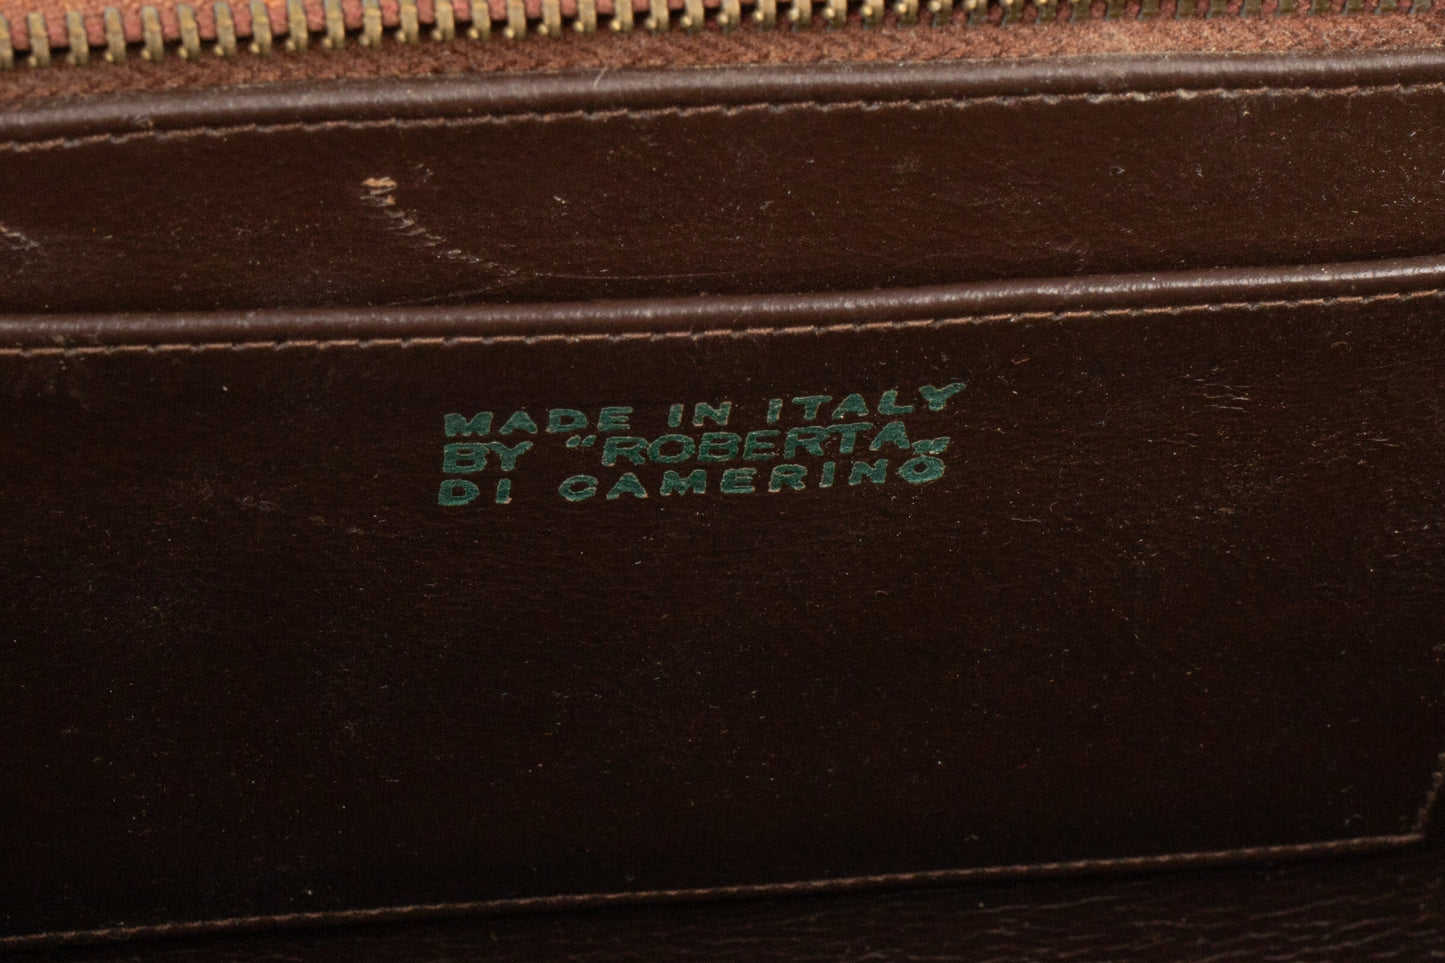 MADE IN ITALY
BY “ROBERTA„
DI CAMERINO